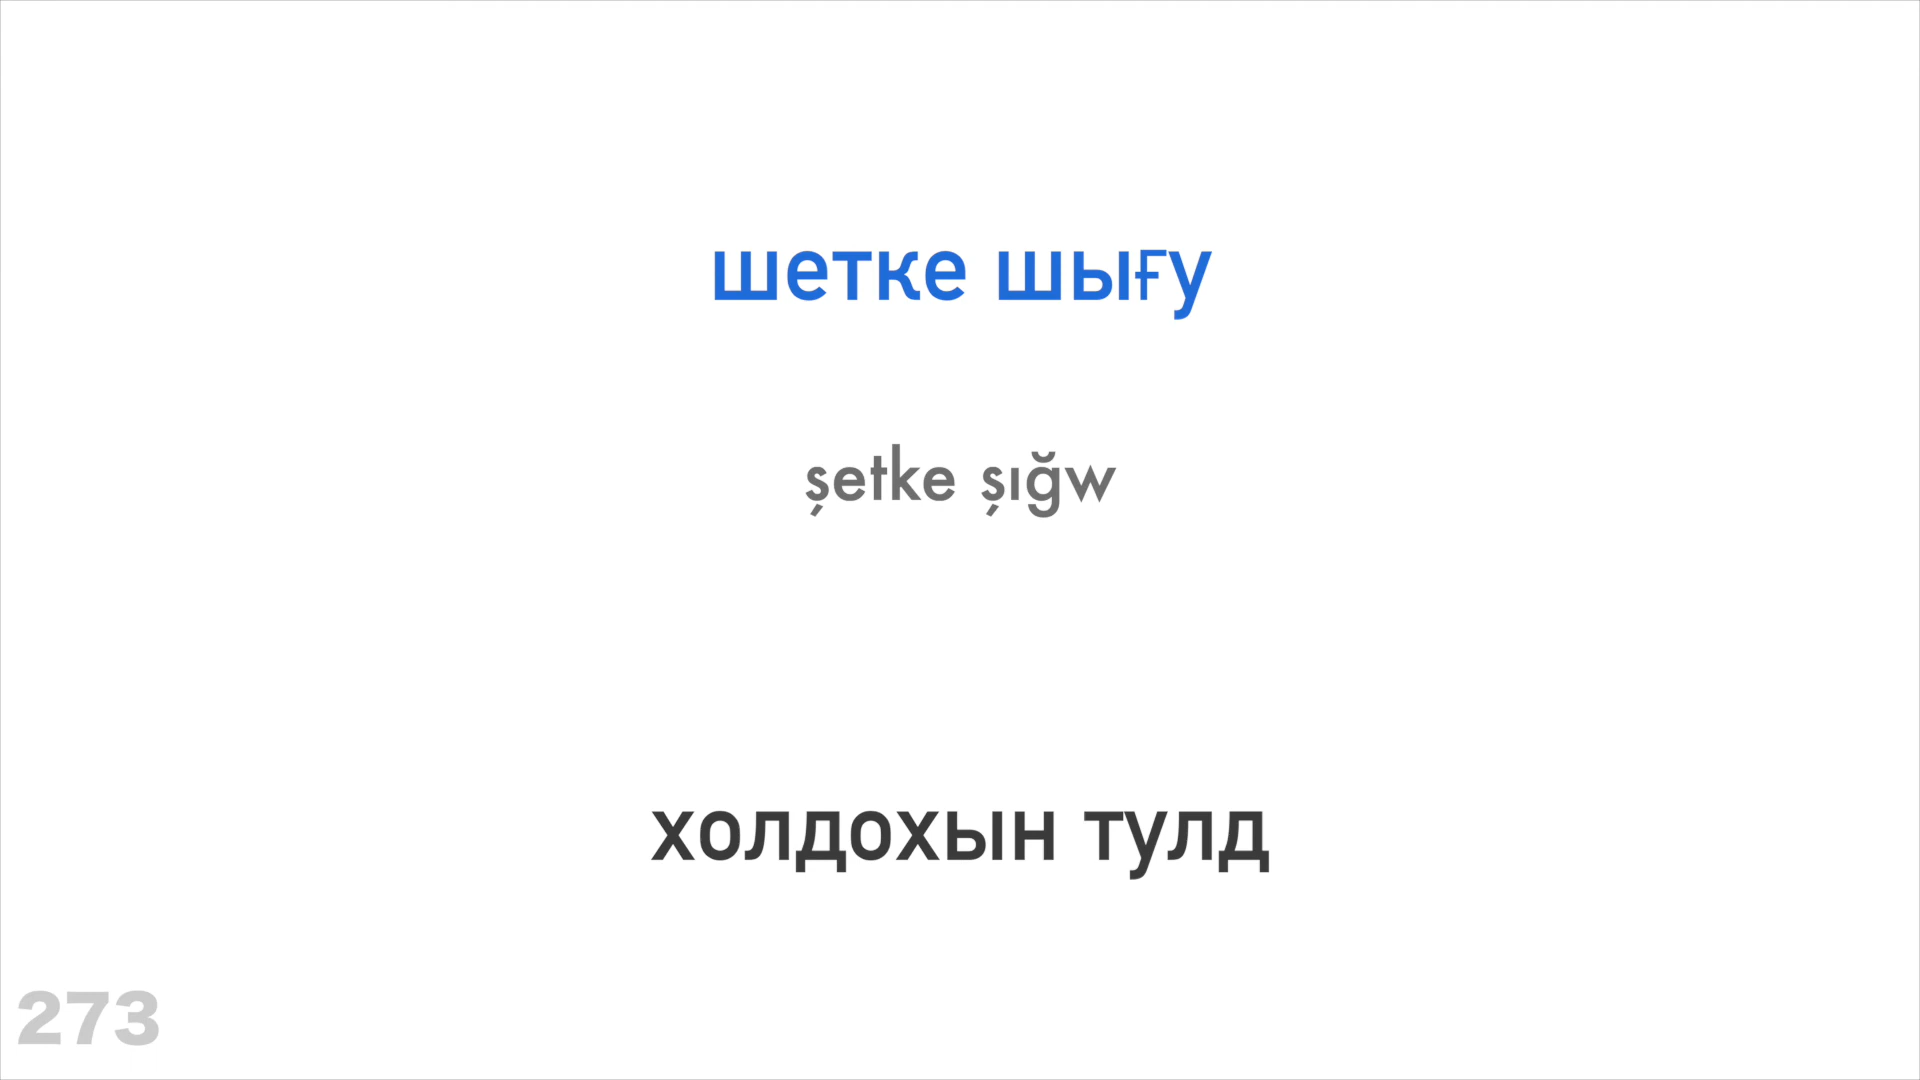 шетке шығу
şetke şığw
холдохын тулд
273